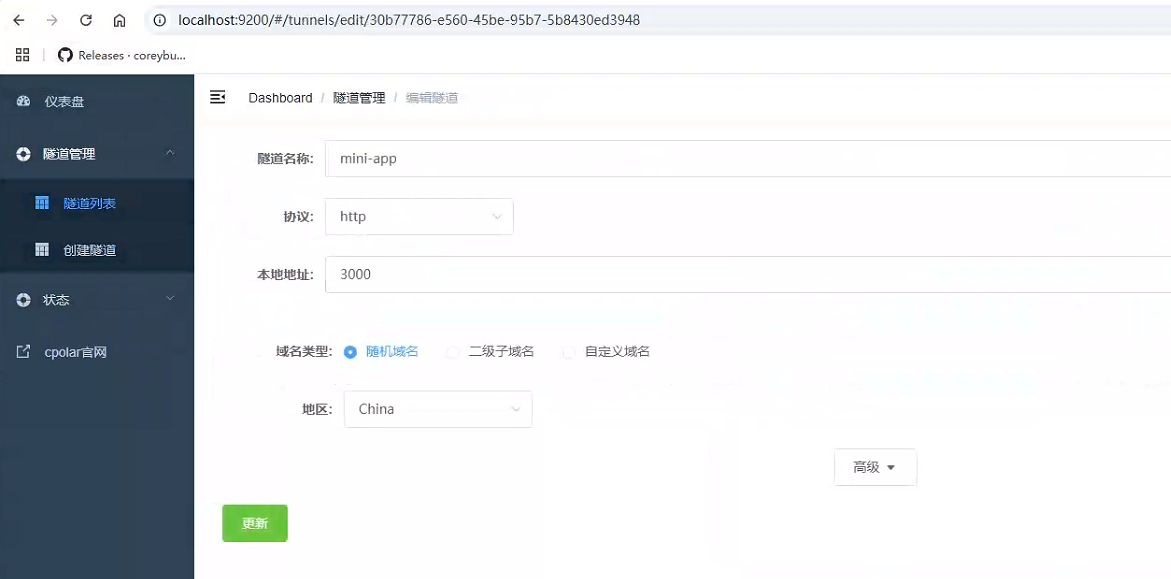 localhost:9200/#/tunnels/edit/30b77786-e560-45be-95b7-5b8430ed3948
Releases · coreybu...
仪表盘
Dashboard / 隧道管理 / 编辑隧道
隧道管理
隧道名称: mini-app
隧道列表
协议: http
创建隧道
本地地址: 3000
状态
cpolar官网
域名类型: 随机域名 二级子域名 自定义域名
地区: China
高级
更新